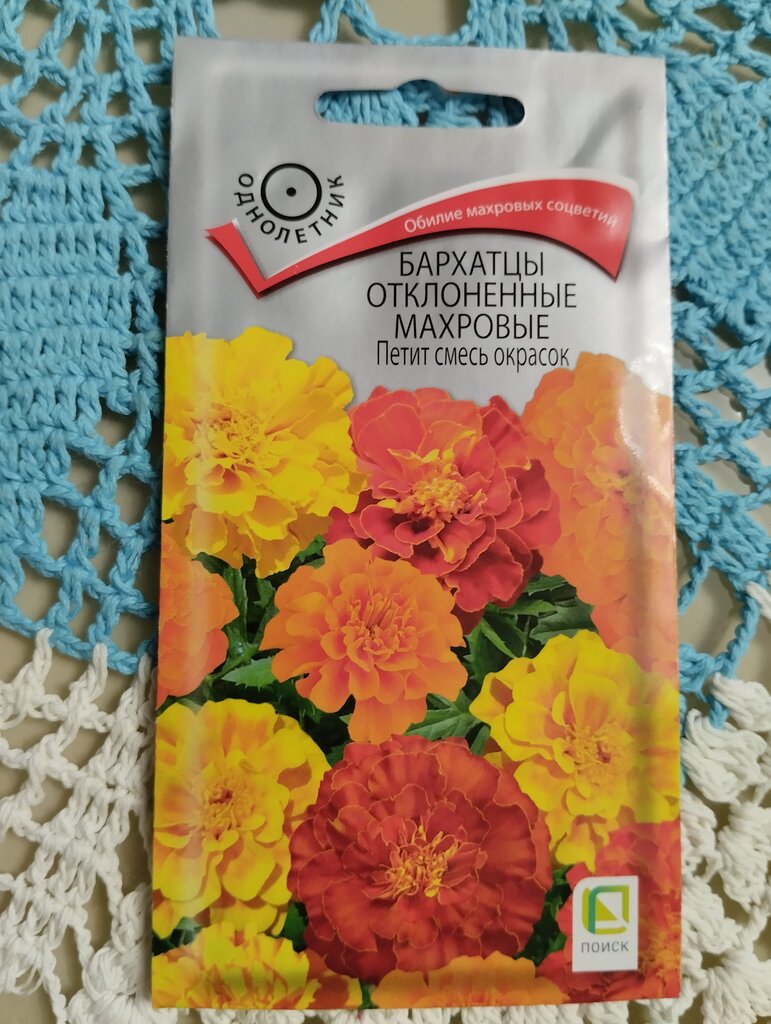 ОДНОЛЕТНИК
Обилие махровых соцветий
БАРХАТЦЫ
ОТКЛОНЕННЫЕ
МАХРОВЫЕ
Петит смесь окрасок
ПОИСК